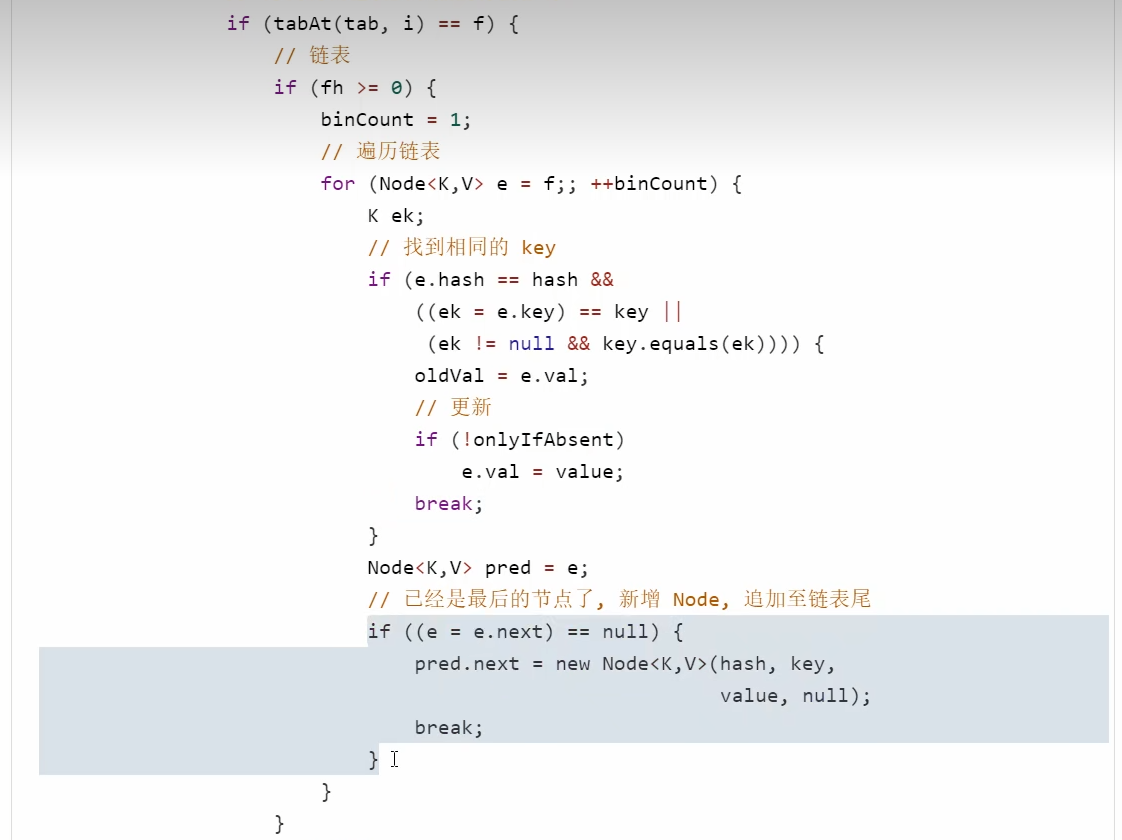 if (tabAt(tab, i) == f) {
// 链表
if (fh >= 0) {
binCount = 1;
// 遍历链表
for (Node<K,V> e = f;; ++binCount) {
K ek;
// 找到相同的 key
if (e.hash == hash &&
((ek = e.key) == key ||
(ek != null && key.equals(ek)))) {
oldVal = e.val;
// 更新
if (!onlyIfAbsent)
e.val = value;
break;
}
Node<K,V> pred = e;
// 已经是最后的节点了, 新增 Node, 追加至链表尾
if ((e = e.next) == null) {
pred.next = new Node<K,V>(hash, key,
value, null);
break;
}
}
}